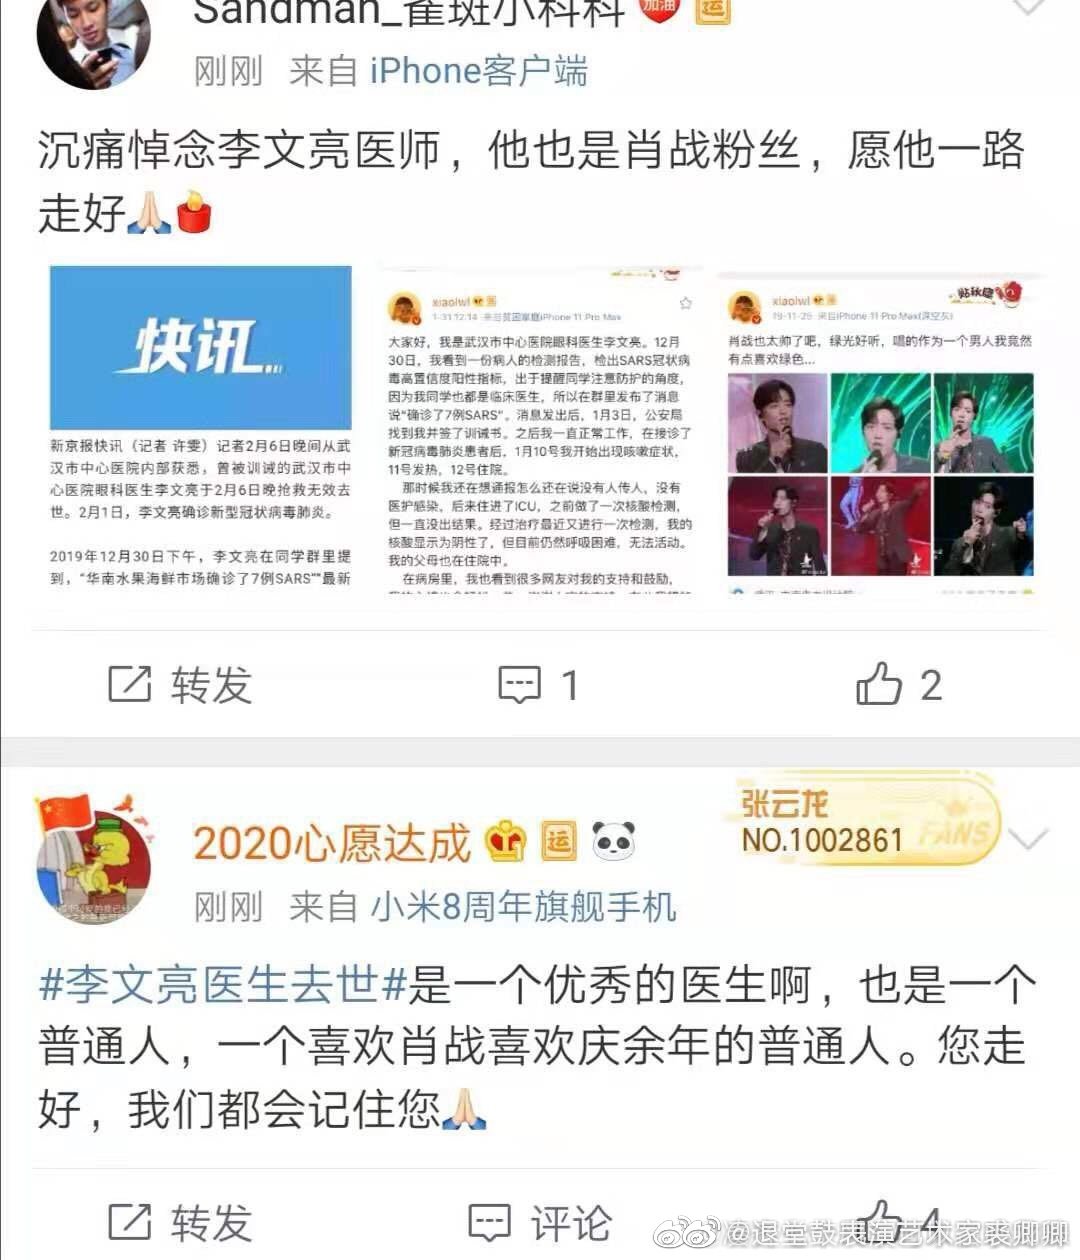 Sandman_雀斑小科科 加油 运
刚刚 来自 iPhone客户端
沉痛悼念李文亮医师，他也是肖战粉丝，愿他一路
走好🙏🕯
快讯...
新京报快讯（记者 许雯）记者2月6日晚间从武
汉市中心医院内部获悉，曾被训诫的武汉市中
心医院眼科医生李文亮于2月6日晚抢救无效去
世。2月1日，李文亮确诊新型冠状病毒肺炎。
2019年12月30日下午，李文亮在同学群里提
到，“华南水果海鲜市场确诊了7例SARS”“最新
xiaolwl
1-31 12:14 来自贫困家庭iPhone 11 Pro Max
大家好，我是武汉市中心医院眼科医生李文亮。12月
30日，我看到一份病人的检测报告，检出SARS冠状病
毒高置信度阳性指标，出于提醒同学注意防护的角度，
因为我同学也都是临床医生，所以在群里发布了消息
说“确诊了7例SARS”。消息发出后，1月3日，公安局
找到我并签了训诫书。之后我一直正常工作，在接诊了
新冠病毒肺炎患者后，1月10号我开始出现咳嗽症状，
11号发热，12号住院。
那时候我还在想通报怎么还在说没有人传人，没有
医护感染，后来住进了ICU，之前做了一次核酸检测，
但一直没出结果。经过治疗最近又进行一次检测，我的
核酸显示为阴性了，但目前仍然呼吸困难，无法活动。
我的父母也在住院中。
在病房里，我也看到很多网友对我的支持和鼓励，
xiaolwl
贴秋膘
19-11-25 来自iPhone 11 Pro Max(深空灰)
肖战也太帅了吧，绿光好听，唱的作为一个男人我竟然
有点喜欢绿色...
转发 1 2
2020心愿达成 运
张云龙
NO.1002861 FANS
刚刚 来自 小米8周年旗舰手机
#李文亮医生去世#是一个优秀的医生啊，也是一个
普通人，一个喜欢肖战喜欢庆余年的普通人。您走
好，我们都会记住您🙏
转发 评论 4
@退堂鼓表演艺术家裘卿卿